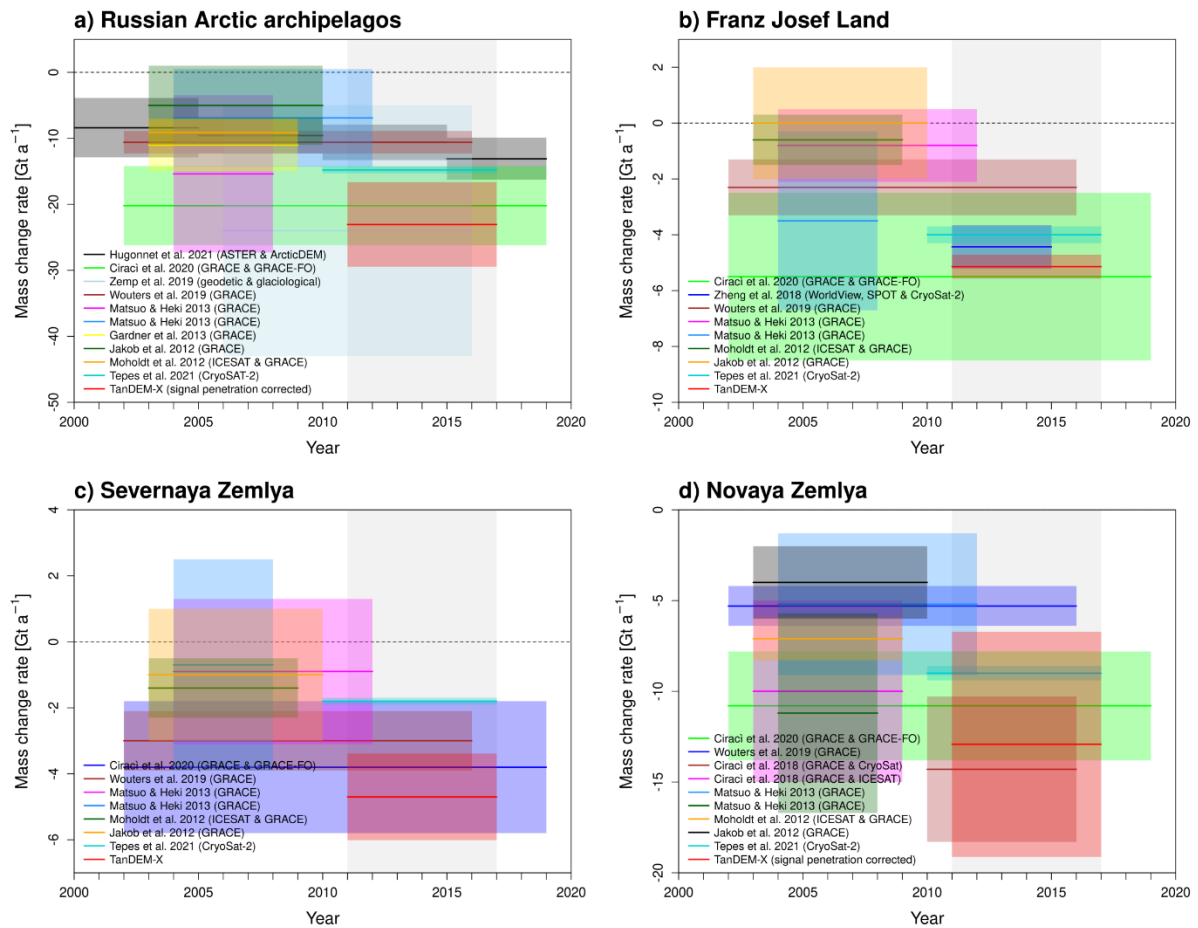 a) Russian Arctic archipelagos
Mass change rate [Gt a⁻¹]
0
-10
-20
-30
-40
-50
Hugonnet et al. 2021 (ASTER & ArcticDEM)
Ciracì et al. 2020 (GRACE & GRACE-FO)
Zemp et al. 2019 (geodetic & glaciological)
Wouters et al. 2019 (GRACE)
Matsuo & Heki 2013 (GRACE)
Matsuo & Heki 2013 (GRACE)
Gardner et al. 2013 (GRACE)
Jakob et al. 2012 (GRACE)
Moholdt et al. 2012 (ICESAT & GRACE)
Tepes et al. 2021 (CryoSAT-2)
TanDEM-X (signal penetration corrected)
2000 2005 2010 2015 2020
Year
b) Franz Josef Land
Mass change rate [Gt a⁻¹]
2
0
-2
-4
-6
-8
-10
Ciracì et al. 2020 (GRACE & GRACE-FO)
Zheng et al. 2018 (WorldView, SPOT & CryoSat-2)
Wouters et al. 2019 (GRACE)
Matsuo & Heki 2013 (GRACE)
Matsuo & Heki 2013 (GRACE)
Moholdt et al. 2012 (ICESAT & GRACE)
Jakob et al. 2012 (GRACE)
Tepes et al. 2021 (CryoSAT-2)
TanDEM-X
2000 2005 2010 2015 2020
Year
c) Severnaya Zemlya
Mass change rate [Gt a⁻¹]
4
2
0
-2
-4
-6
Ciracì et al. 2020 (GRACE & GRACE-FO)
Wouters et al. 2019 (GRACE)
Matsuo & Heki 2013 (GRACE)
Matsuo & Heki 2013 (GRACE)
Moholdt et al. 2012 (ICESAT & GRACE)
Jakob et al. 2012 (GRACE)
Tepes et al. 2021 (CryoSAT-2)
TanDEM-X
2000 2005 2010 2015 2020
Year
d) Novaya Zemlya
Mass change rate [Gt a⁻¹]
0
-5
-10
-15
-20
Ciracì et al. 2020 (GRACE & GRACE-FO)
Wouters et al. 2019 (GRACE)
Ciracì et al. 2018 (GRACE & CryoSat)
Ciracì et al. 2018 (GRACE & ICESAT)
Matsuo & Heki 2013 (GRACE)
Matsuo & Heki 2013 (GRACE)
Moholdt et al. 2012 (ICESAT & GRACE)
Jakob et al. 2012 (GRACE)
Tepes et al. 2021 (CryoSAT-2)
TanDEM-X (signal penetration corrected)
2000 2005 2010 2015 2020
Year